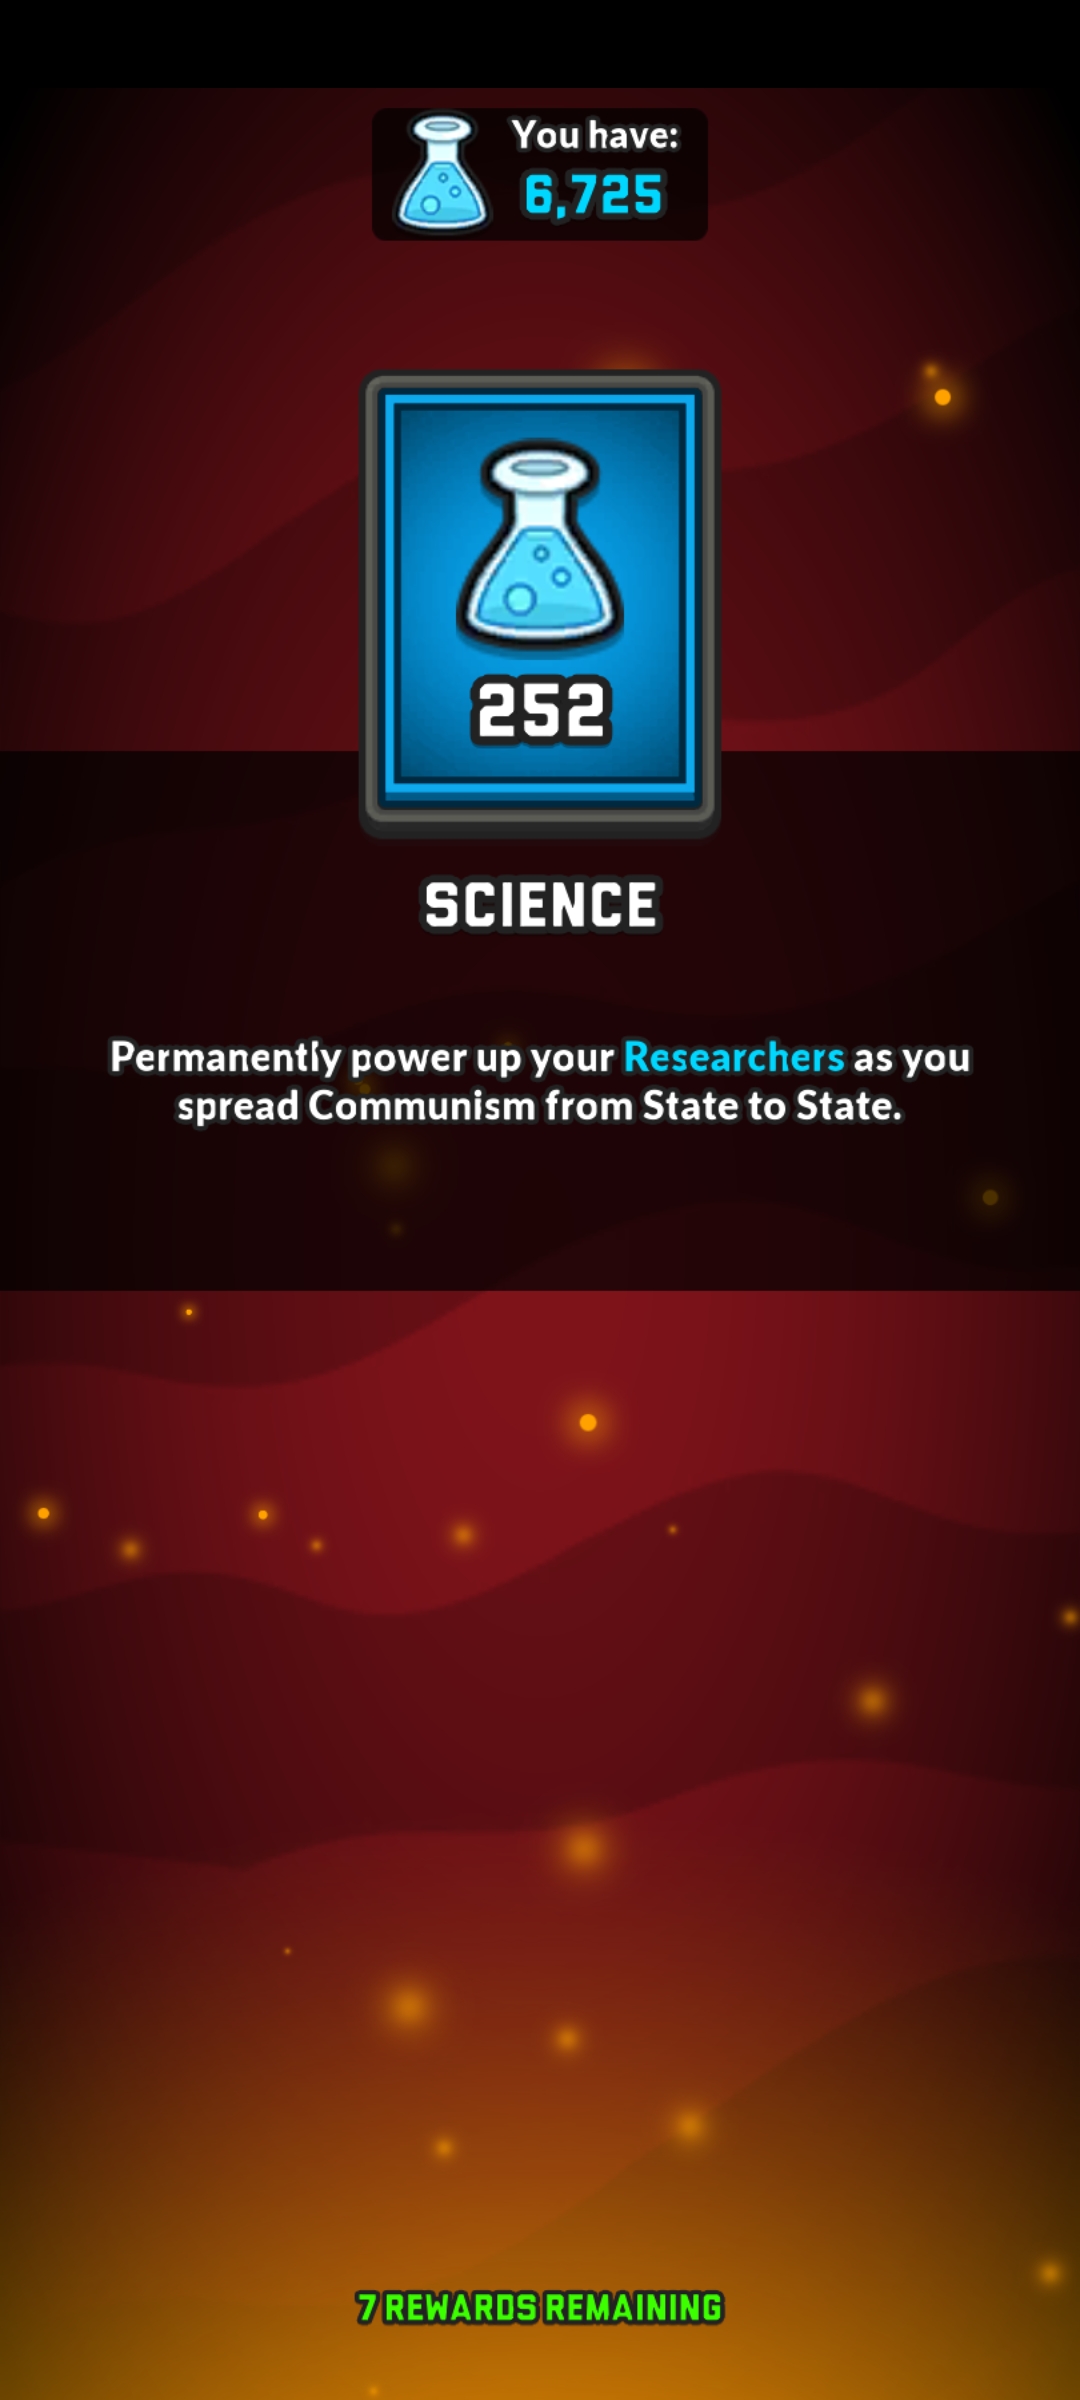 You have:
6,725
252
SCIENCE
Permanently power up your Researchers as you
spread Communism from State to State.
7 REWARDS REMAINING